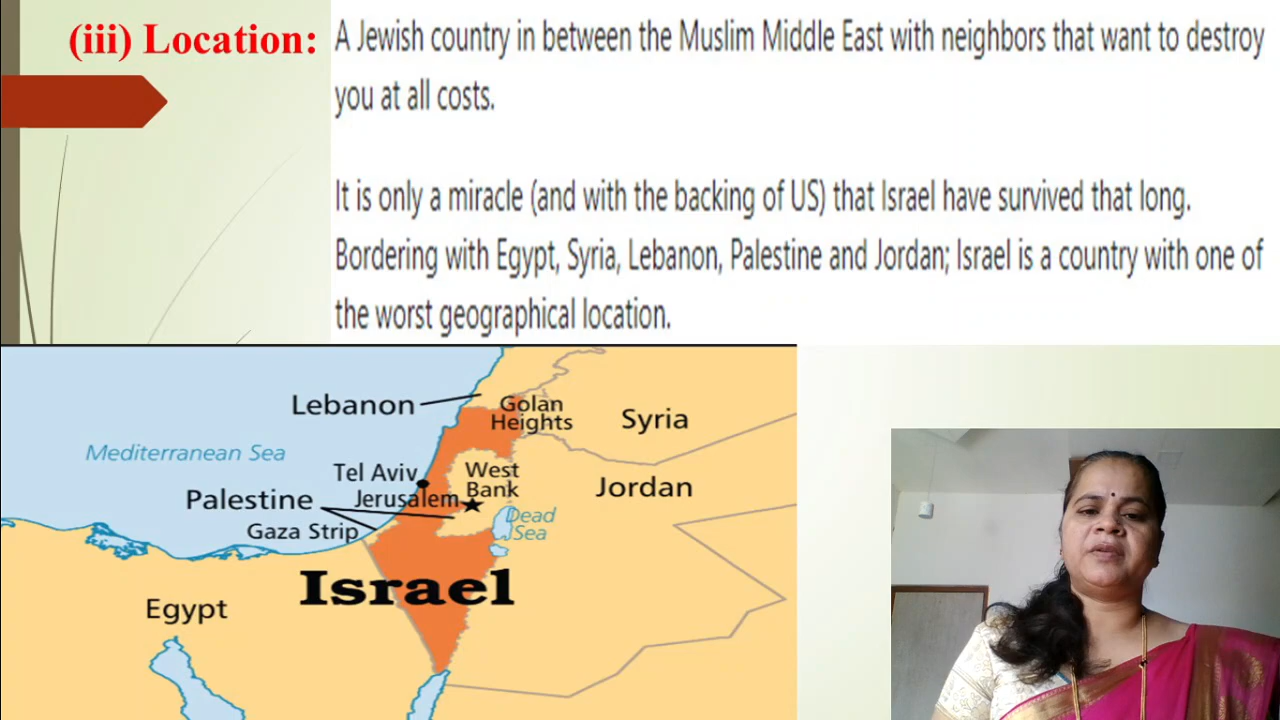 (iii) Location:
A Jewish country in between the Muslim Middle East with neighbors that want to destroy
you at all costs.
It is only a miracle (and with the backing of US) that Israel have survived that long.
Bordering with Egypt, Syria, Lebanon, Palestine and Jordan; Israel is a country with one of
the worst geographical location.
Lebanon
Golan
Heights
Syria
Mediterranean Sea
Tel Aviv
West
Bank
Jordan
Palestine
Jerusalem
Dead
Sea
Gaza Strip
Israel
Egypt